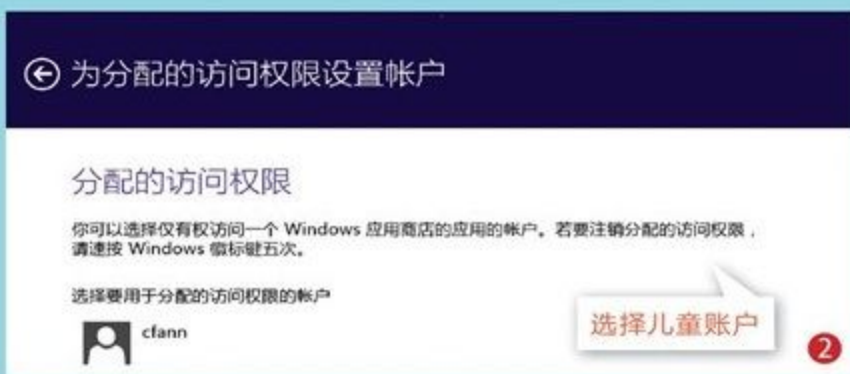 为分配的访问权限设置帐户
分配的访问权限
你可以选择仅有权访问一个 Windows 应用商店的应用的帐户。若要注销分配的访问权限，
请速按 Windows 徽标键五次。
选择要用于分配的访问权限的帐户
cfann
选择儿童账户
2